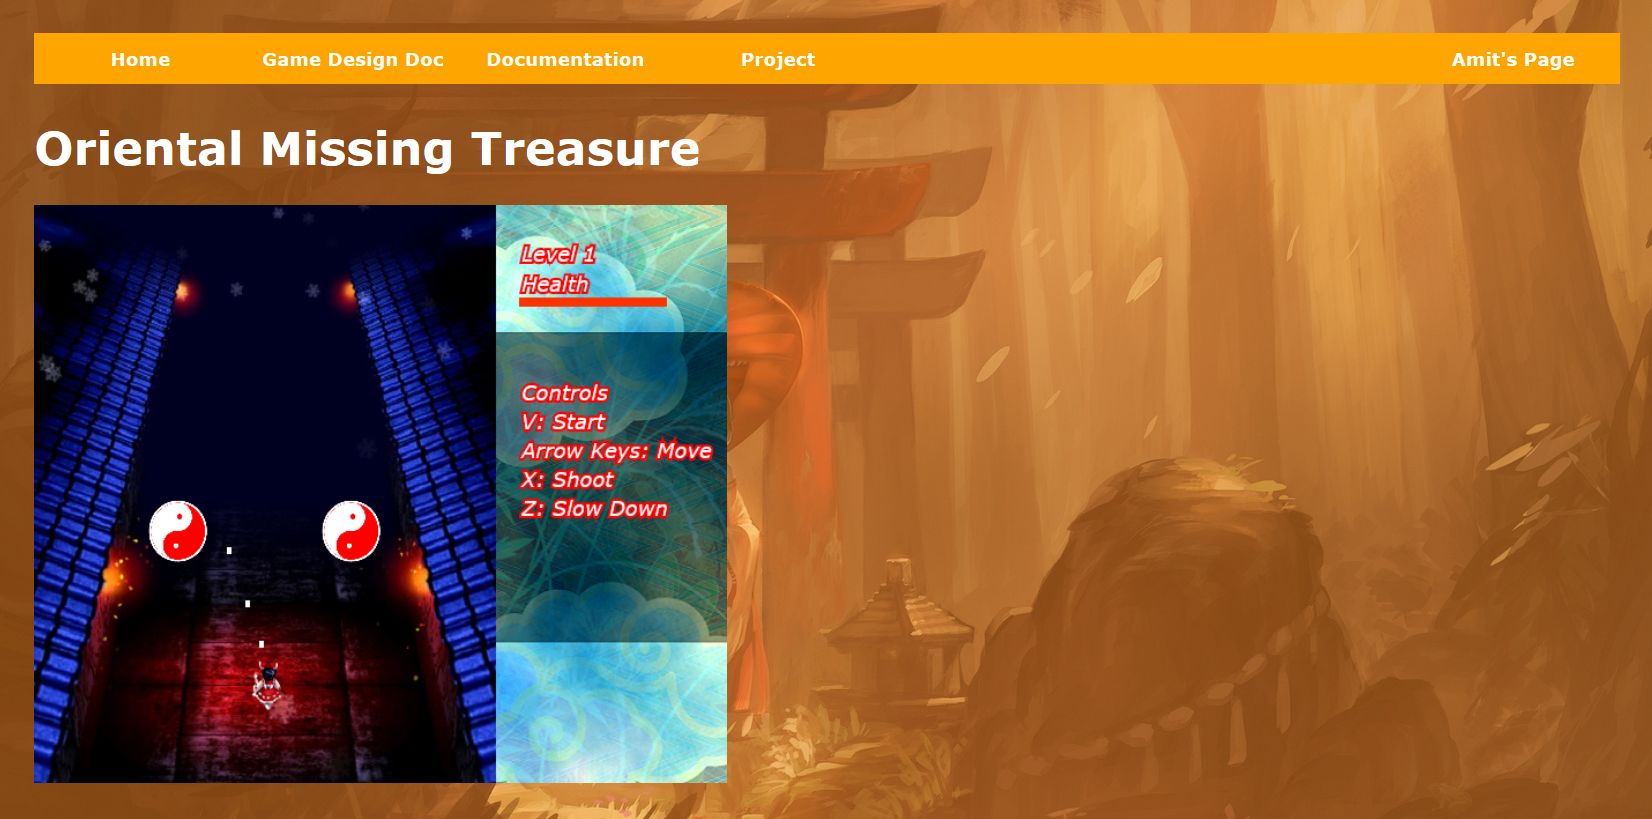 Home Game Design Doc Documentation Project Amit's Page
Oriental Missing Treasure
Level 1
Health
Controls
V: Start
Arrow Keys: Move
X: Shoot
Z: Slow Down